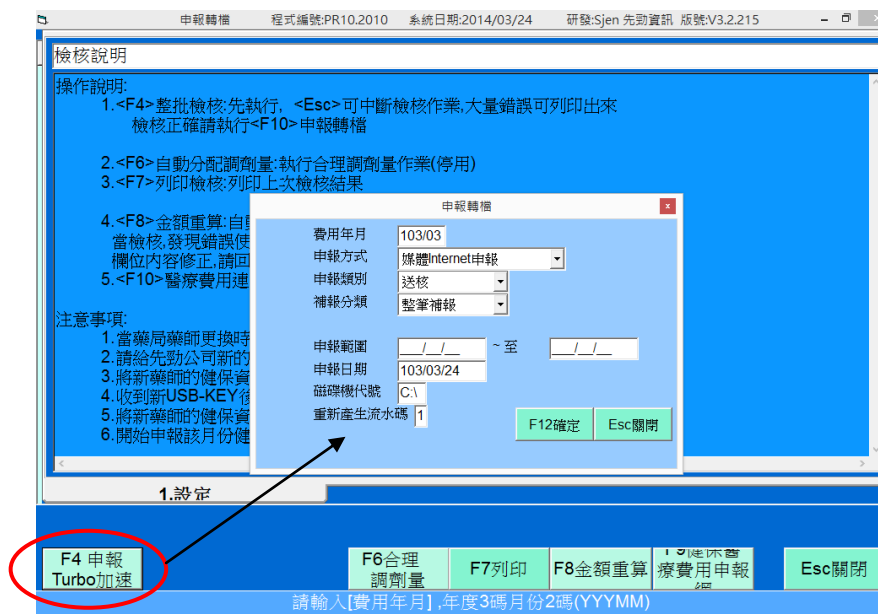 申報轉檔 程式編號:PR10.2010 系統日期:2014/03/24 研發:Sjen 先勁資訊 版號:V3.2.215
檢核說明
操作說明:
1.<F4>整批檢核:先執行, <Esc>可中斷檢核作業,大量錯誤可列印出來
檢核正確請執行<F10>申報轉檔
2.<F6>自動分配調劑量:執行合理調劑量作業(停用)
3.<F7>列印檢核:列印上次檢核結果
4.<F8>金額重算:自動
當檢核,發現錯誤使
欄位內容修正,請回
5.<F10>醫療費用連
注意事項:
1.當藥局藥師更換時
2.請給先勁公司新的
3.將新藥師的健保資
4.收到新USB-KEY後
5.將新藥師的健保資
6.開始申報該月份健
申報轉檔
費用年月 103/03
申報方式 媒體Internet申報
申報類別 送核
補報分類 整筆補報
申報範圍 ___/__/__ ~至 ___/__/__
申報日期 103/03/24
磁碟機代號 C:\
重新產生流水碼 1
F12確定 Esc關閉
1.設定
F4 申報
Turbo加速
F6合理
調劑量
F7列印
F8金額重算
F9健保醫
療費用申報
Esc關閉
請輸入[費用年月] ,年度3碼月份2碼(YYYMM)